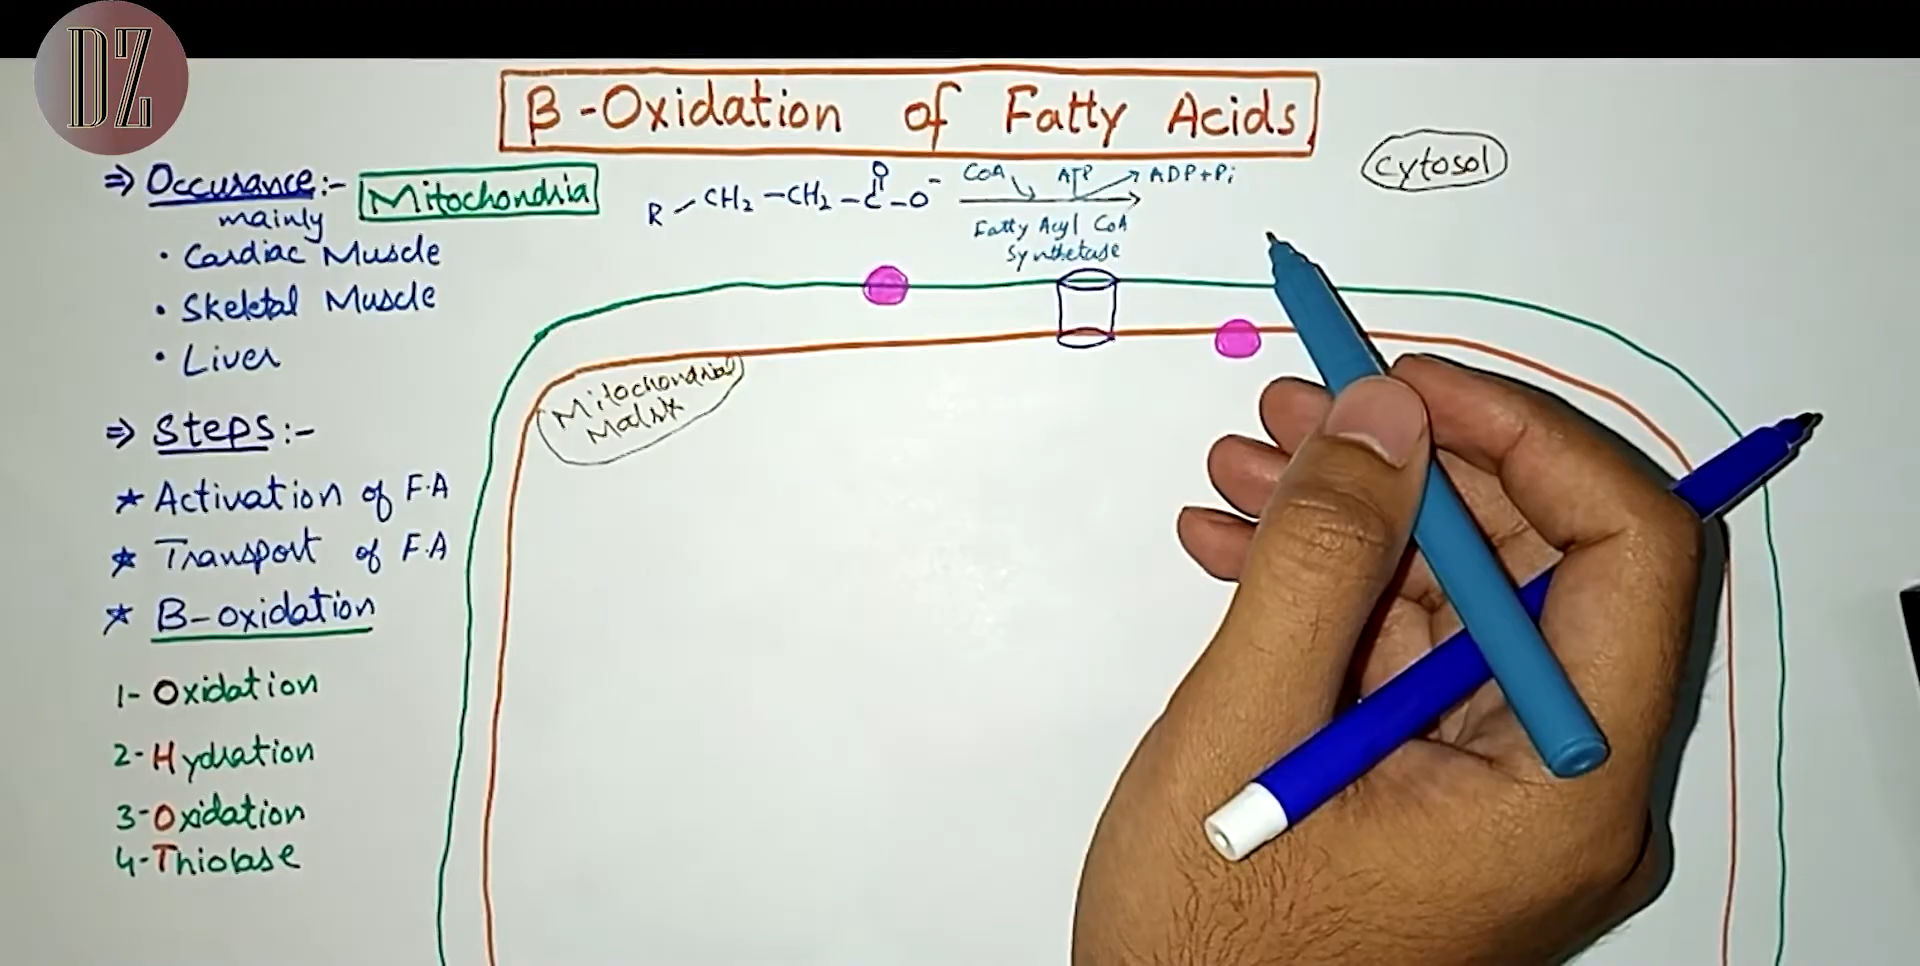 DZ
β-Oxidation of Fatty Acids
⇒ Occurance:- Mitochondria
mainly
• Cardiac Muscle
• Skeletal Muscle
• Liver
⇒ Steps:-
★ Activation of F.A
★ Transport of F.A
★ B-oxidation
1- Oxidation
2- Hydration
3- Oxidation
4- Thiolase
R-CH₂-CH₂-C-O⁻
O
CoA ATP ADP+Pi
Fatty Acyl CoA
Synthetase
Cytosol
Mitochondrial
Matrix